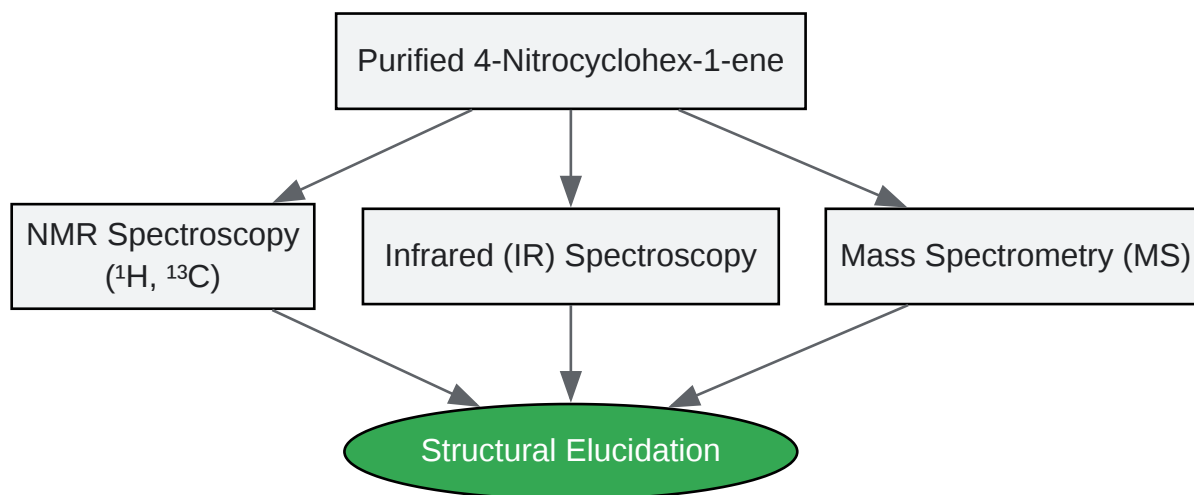 Purified 4-Nitrocyclohex-1-ene
NMR Spectroscopy
(¹H, ¹³C)
Infrared (IR) Spectroscopy
Mass Spectrometry (MS)
Structural Elucidation